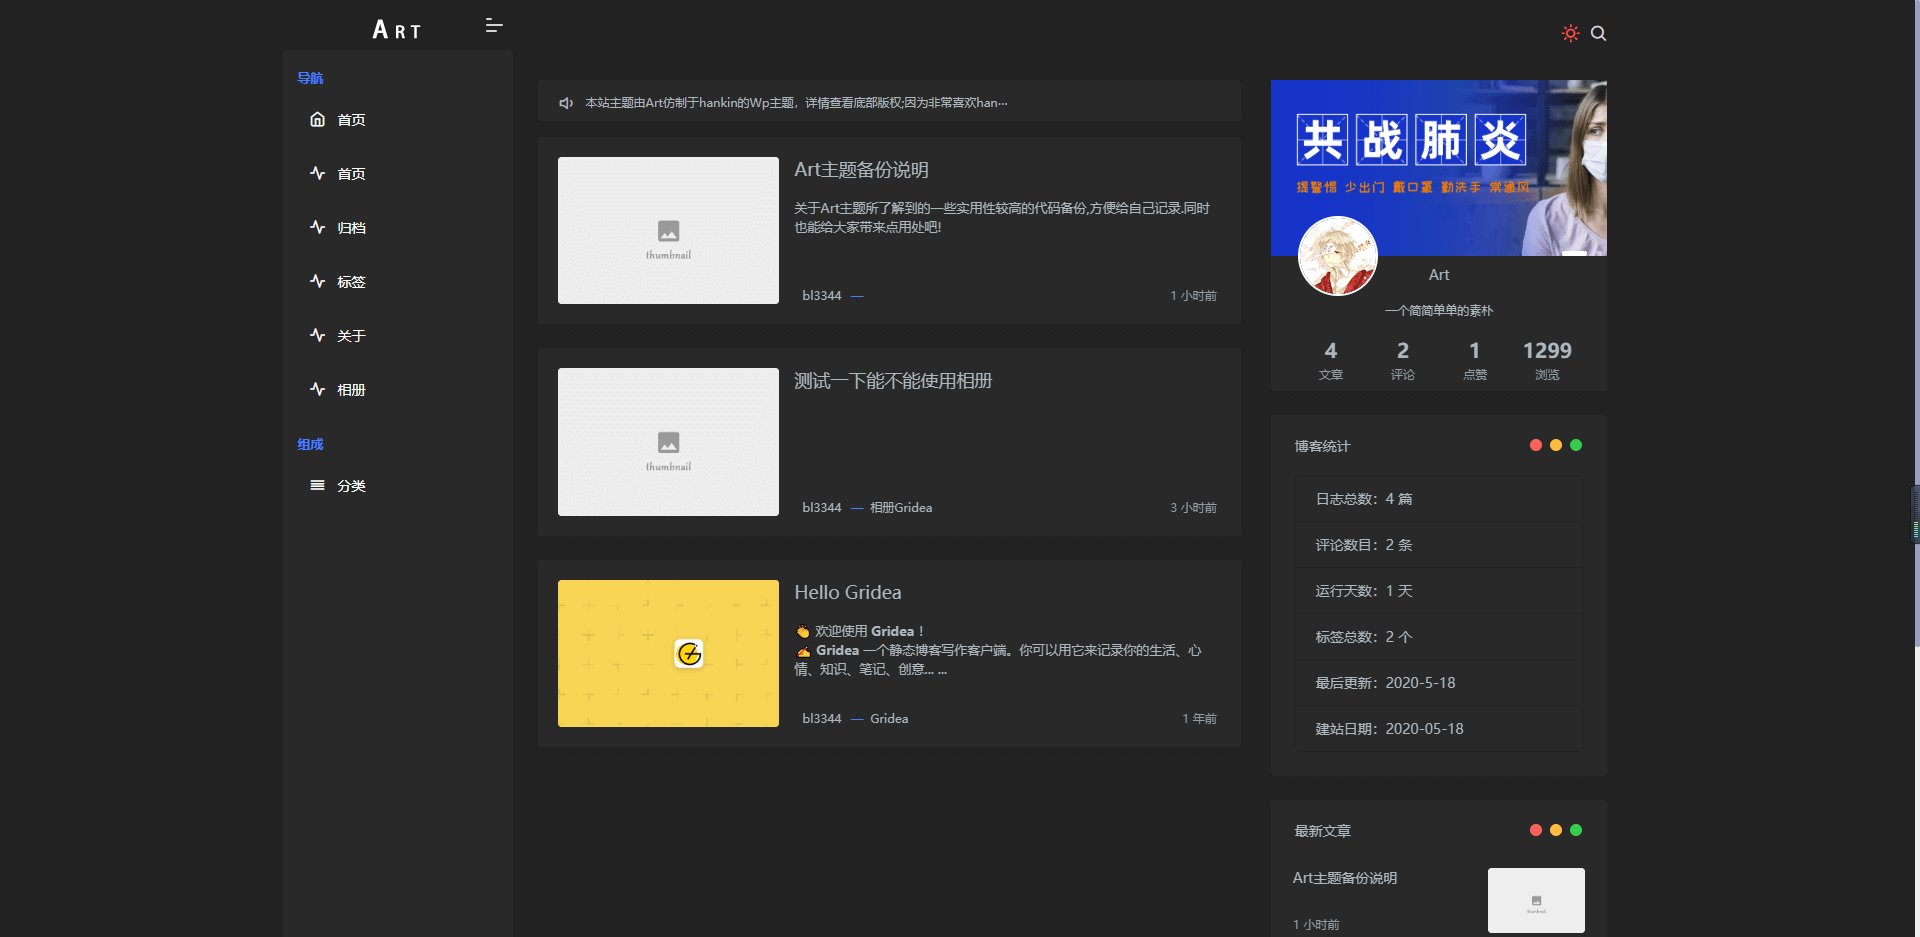 Art
导航
首页
首页
归档
标签
关于
相册
组成
分类
本站主题由Art仿制于hankin的Wp主题，详情查看底部版权;因为非常喜欢han···
thumbnail
Art主题备份说明
关于Art主题所了解到的一些实用性较高的代码备份,方便给自己记录.同时
也能给大家带来点用处吧!
bl3344 —
1 小时前
thumbnail
测试一下能不能使用相册
bl3344 — 相册Gridea
3 小时前
Hello Gridea
👏 欢迎使用 Gridea ！
✍️ Gridea 一个静态博客写作客户端。你可以用它来记录你的生活、心
情、知识、笔记、创意... ...
bl3344 — Gridea
1 年前
共战肺炎
提警惕 少出门 戴口罩 勤洗手 常通风
Art
一个简简单单的素朴
4 2 1 1299
文章 评论 点赞 浏览
博客统计
日志总数：4 篇
评论数目：2 条
运行天数：1 天
标签总数：2 个
最后更新：2020-5-18
建站日期：2020-05-18
最新文章
Art主题备份说明
1 小时前
thumbnail